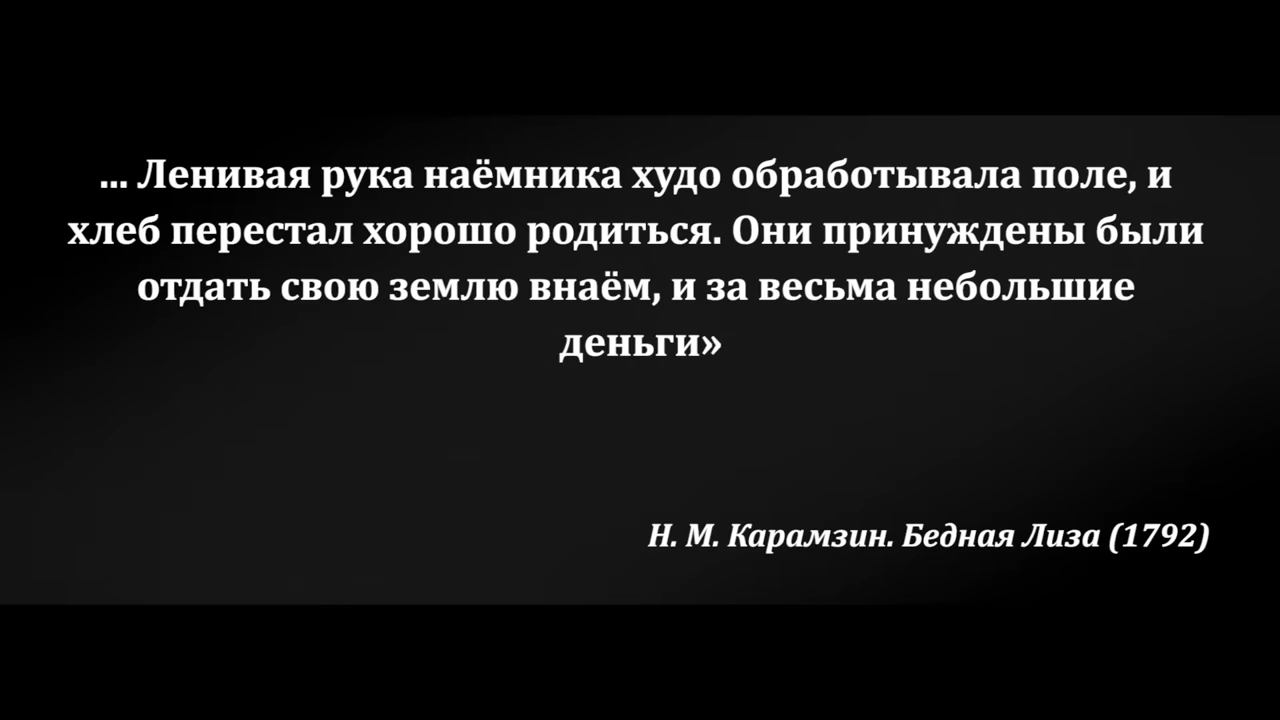 ... Ленивая рука наёмника худо обработывала поле, и
хлеб перестал хорошо родиться. Они принуждены были
отдать свою землю внаём, и за весьма небольшие
деньги»
Н. М. Карамзин. Бедная Лиза (1792)